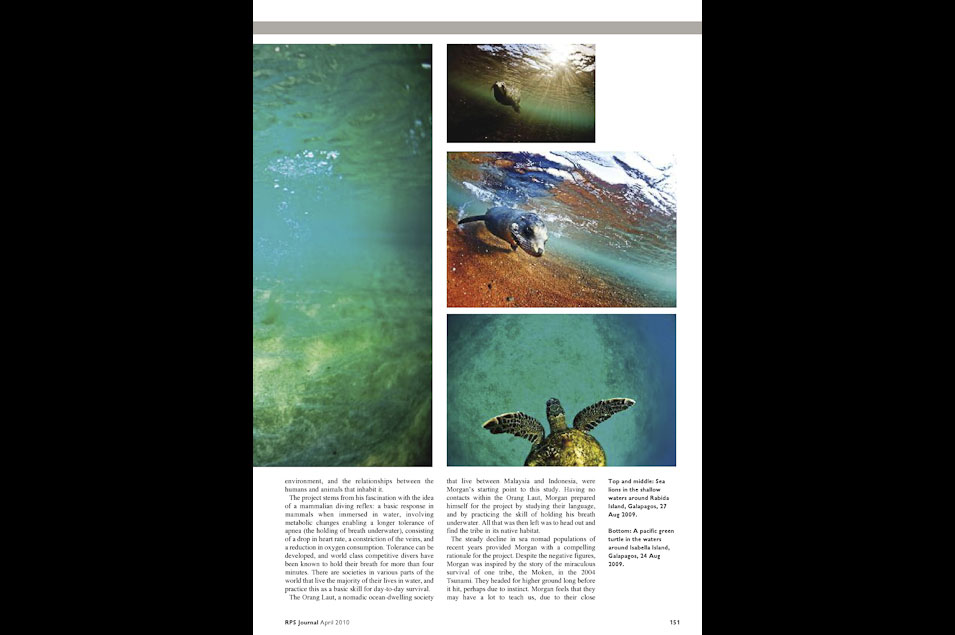 environment, and the relationships between the
humans and animals that inhabit it.
The project stems from his fascination with the idea
of a mammalian diving reflex: a basic response in
mammals when immersed in water, involving
metabolic changes enabling a longer tolerance of
apnea (the holding of breath underwater), consisting
of a drop in heart rate, a constriction of the veins, and
a reduction in oxygen consumption. Tolerance can be
developed, and world class competitive divers have
been known to hold their breath for more than four
minutes. There are societies in various parts of the
world that live the majority of their lives in water, and
practice this as a basic skill for day-to-day survival.
The Orang Laut, a nomadic ocean-dwelling society
that live between Malaysia and Indonesia, were
Morgan's starting point to this study. Having no
contacts within the Orang Laut, Morgan prepared
himself for the project by studying their language,
and by practicing the skill of holding his breath
underwater. All that was then left was to head out and
find the tribe in its native habitat.
The steady decline in sea nomad populations of
recent years provided Morgan with a compelling
rationale for the project. Despite the negative figures,
Morgan was inspired by the story of the miraculous
survival of one tribe, the Moken, in the 2004
Tsunami. They headed for higher ground long before
it hit, perhaps due to instinct. Morgan feels that they
may have a lot to teach us, due to their close
Top and middle: Sea
lions in the shallow
waters around Rabida
Island, Galapagos, 27
Aug 2009.
Bottom: A pacific green
turtle in the waters
around Isabella Island,
Galapagos, 24 Aug
2009.
RPS Journal April 2010
151